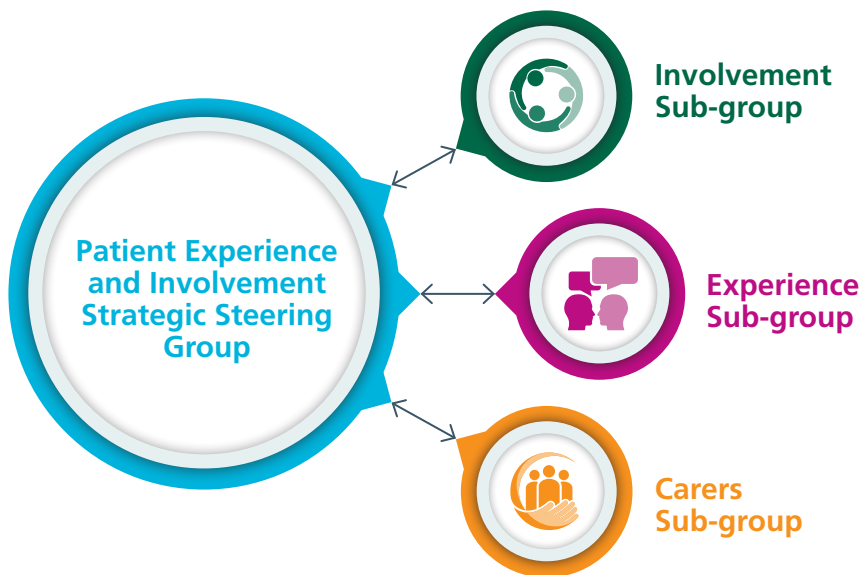 Patient Experience
and Involvement
Strategic Steering
Group
Involvement
Sub-group
Experience
Sub-group
Carers
Sub-group